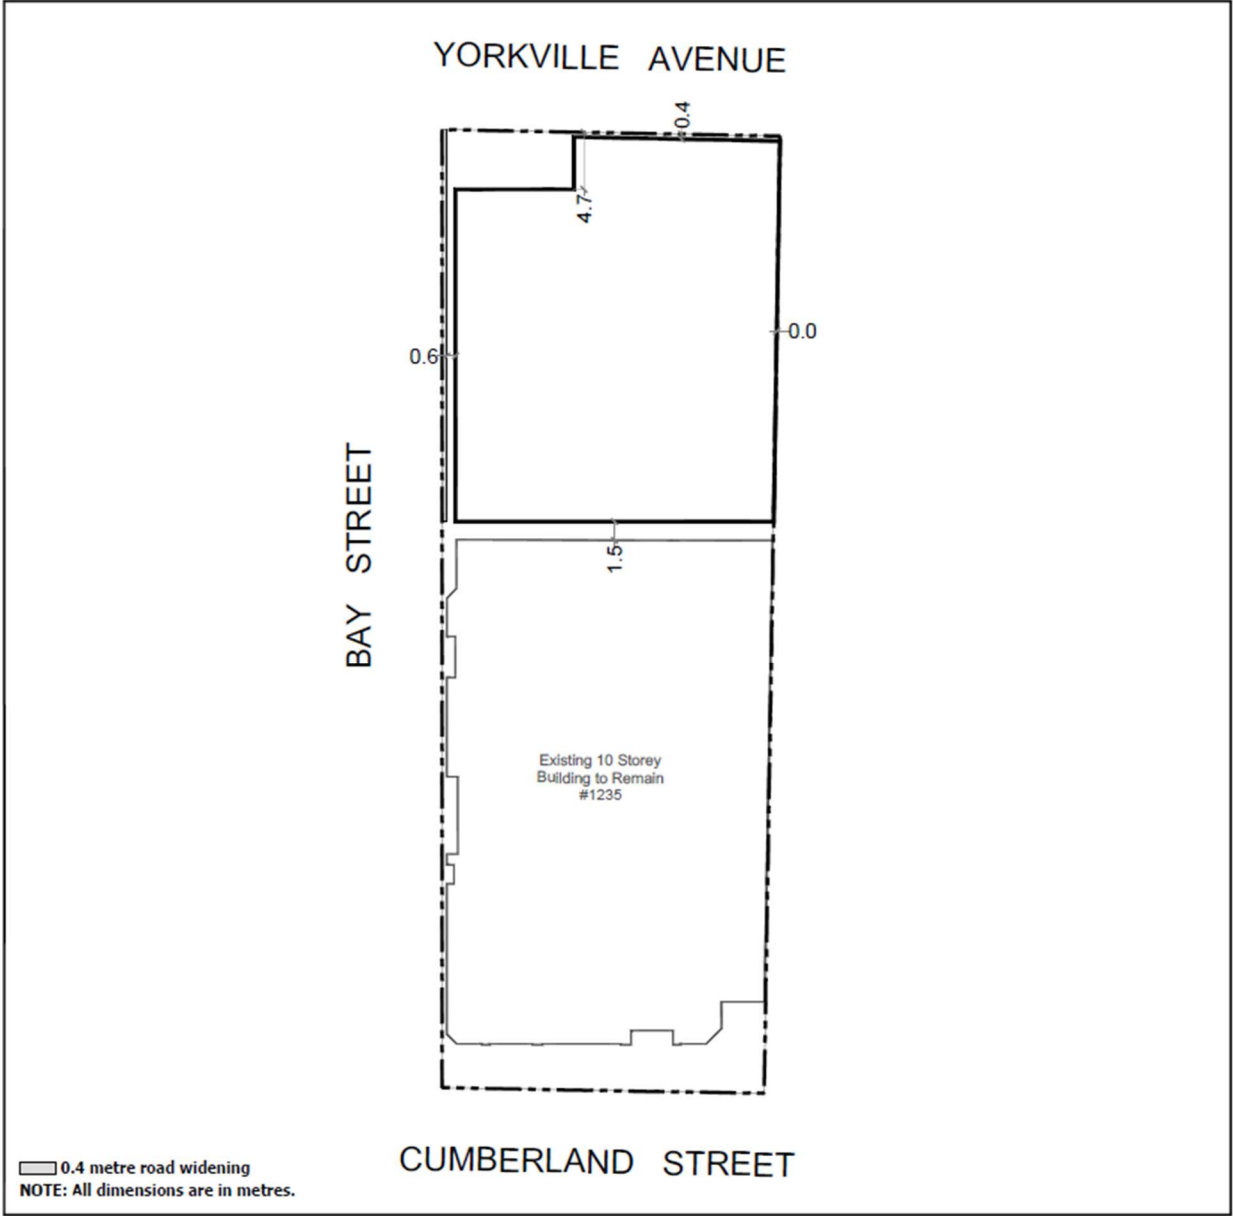 YORKVILLE AVENUE
0.4
4.7
0.6
0.0
BAY STREET
1.5
Existing 10 Storey
Building to Remain
#1235
CUMBERLAND STREET
0.4 metre road widening
NOTE: All dimensions are in metres.